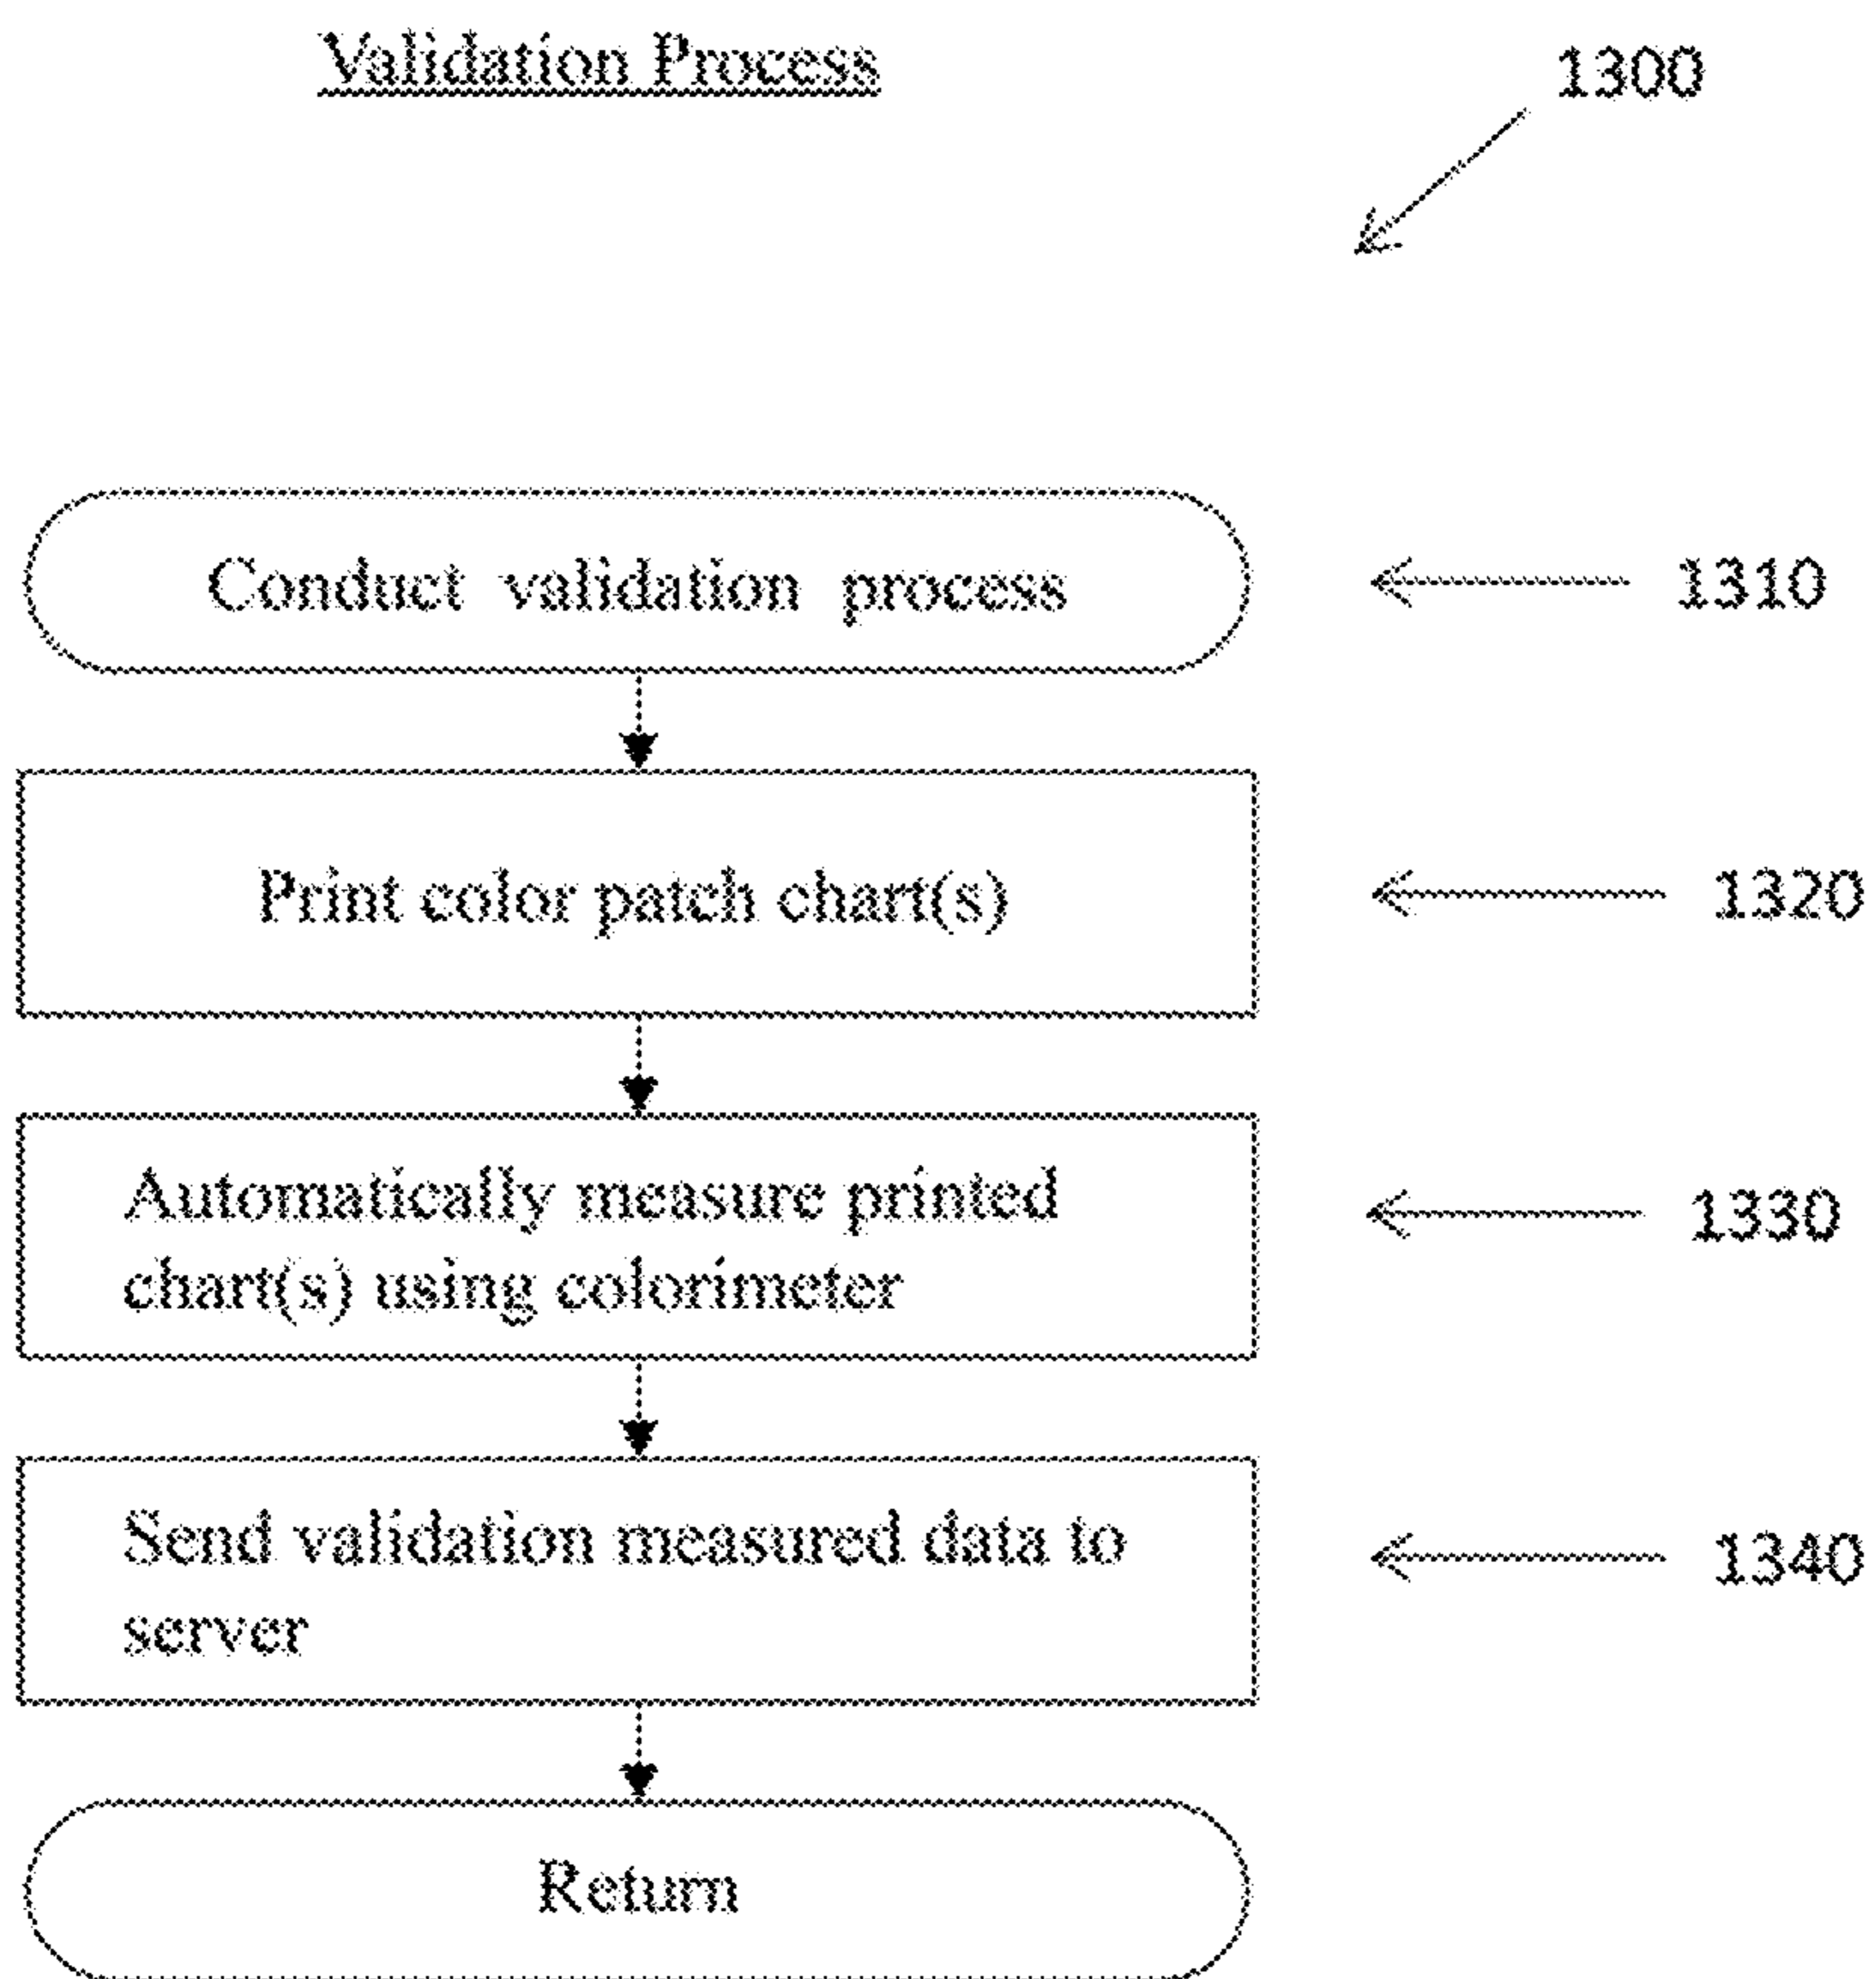 Validation Process
1300
Conduct validation process
1310
Print color patch chart(s)
1320
Automatically measure printed
chart(s) using colorimeter
1330
Send validation measured data to
server
1340
Return